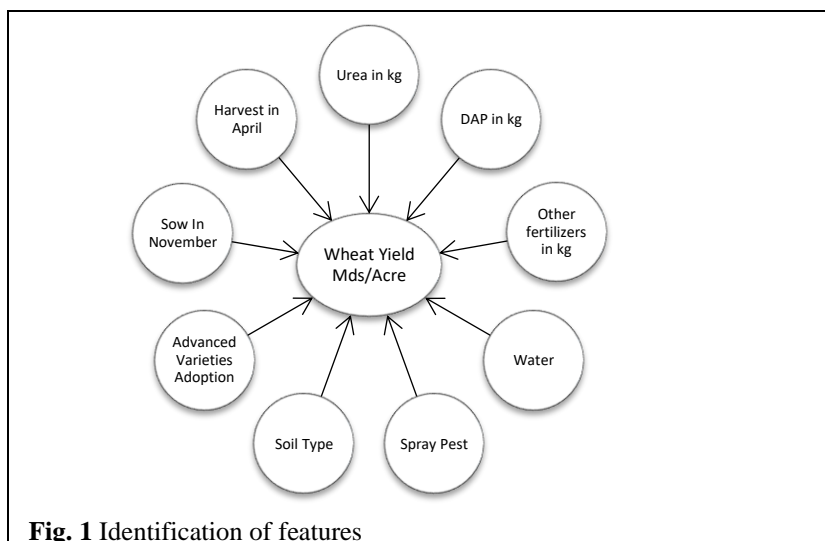 Urea in kg
Harvest in
April
DAP in kg
Sow In
November
Other
fertilizers
in kg
Wheat Yield
Mds/Acre
Advanced
Varieties
Adoption
Water
Soil Type
Spray Pest
Fig. 1 Identification of features